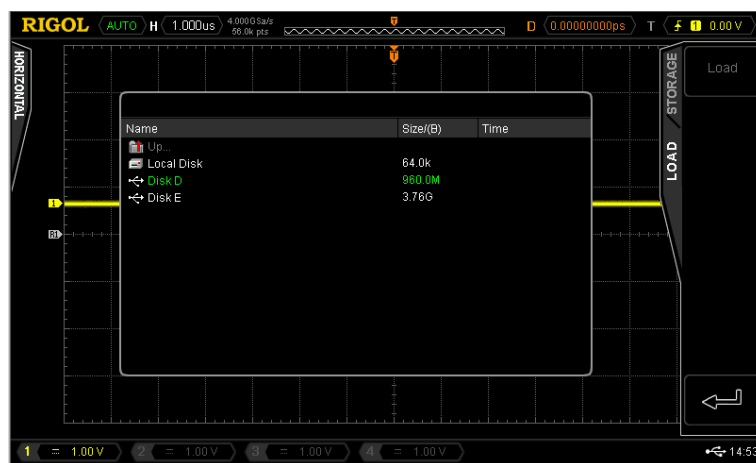 RIGOL AUTO H 1.000us 4.000GSa/s D 0.00000000ps T 1 0.00 V
56.0k pts
HORIZONTAL
STORAGE
LOAD
Load
Name Size/(B) Time
Up...
Local Disk 64.0k
Disk D 960.0M
Disk E 3.76G
1
R1
1 = 1.00 V 2 = 1.00 V 3 = 1.00 V 4 = 1.00 V 14:53